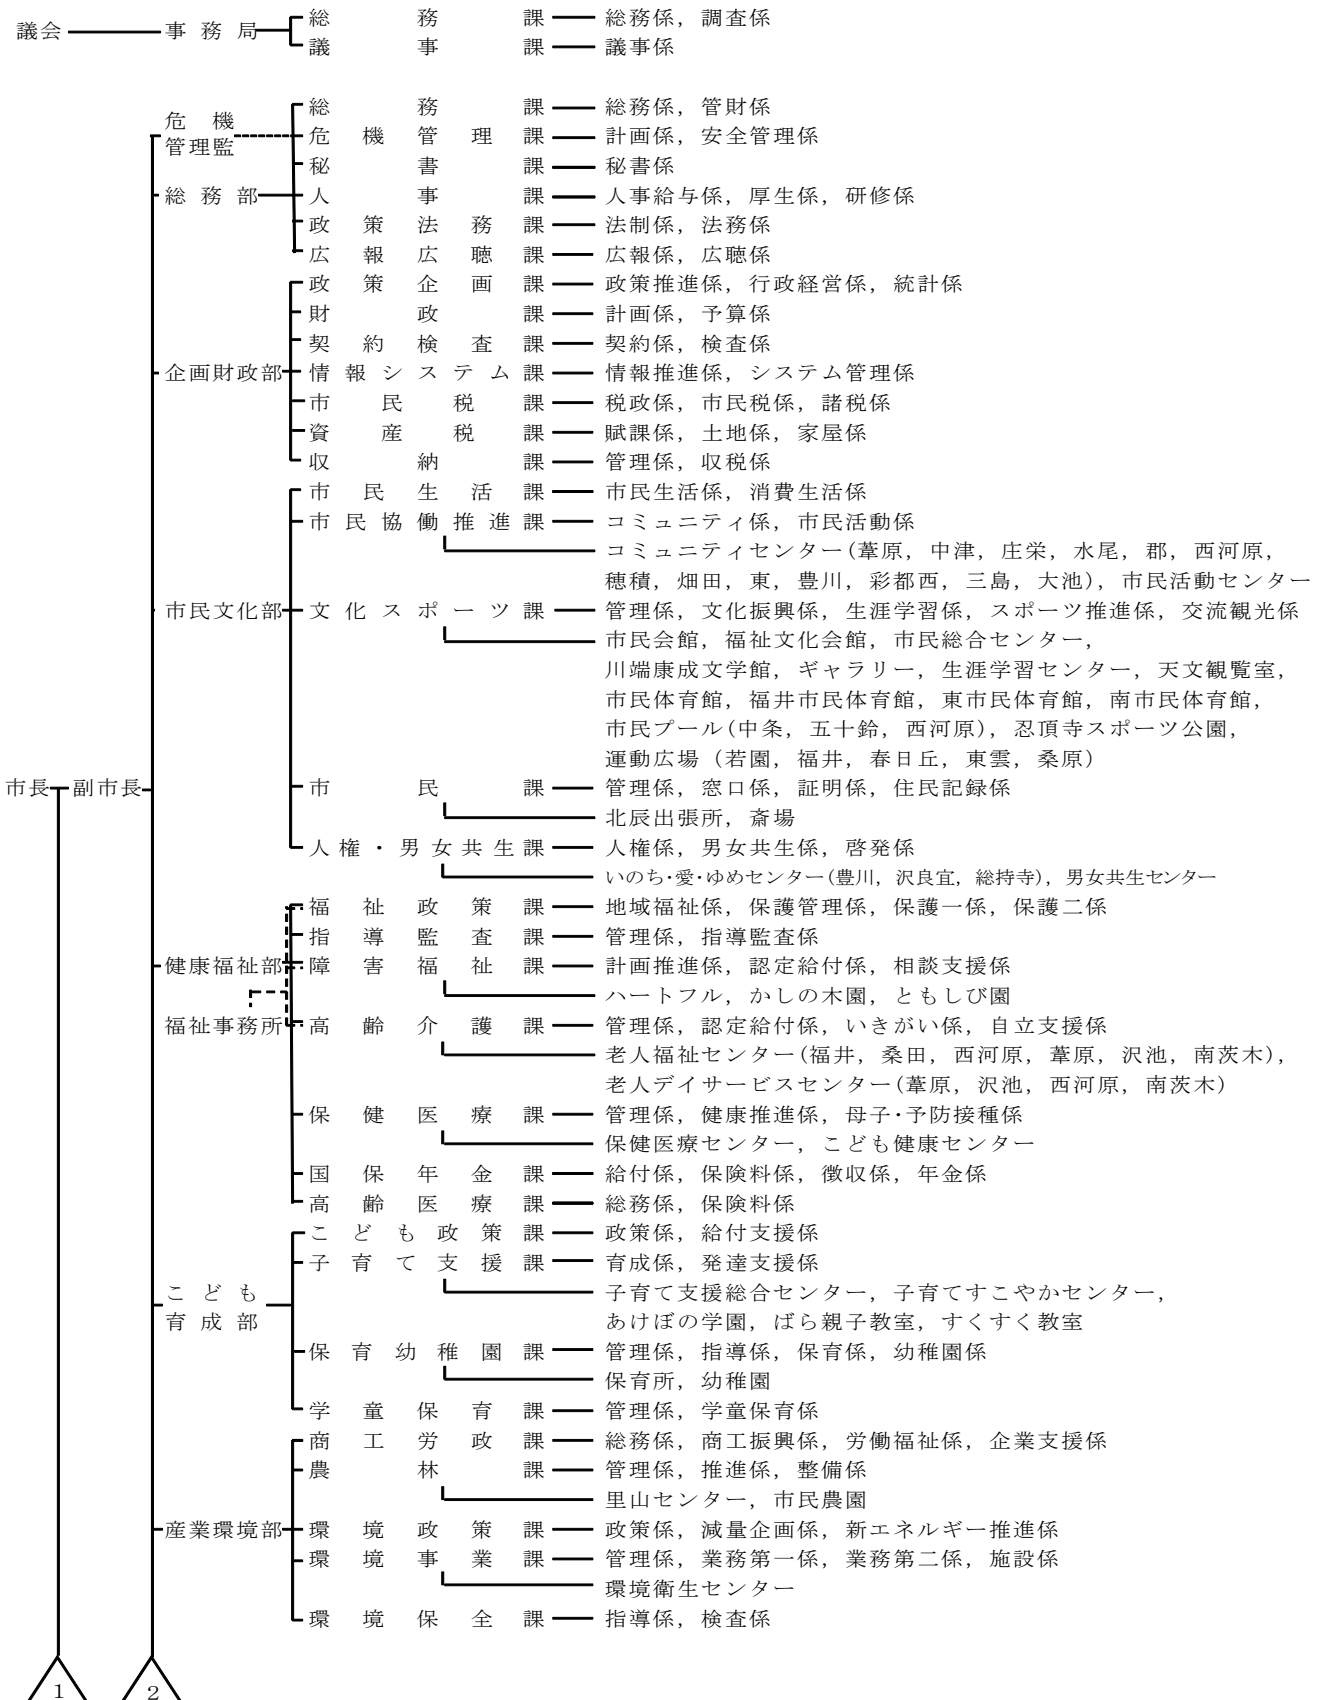 議会 事務局 総務課 総務係，調査係
議事課 議事係
総務課 総務係，管財係
危機管理監 危機管理課 計画係，安全管理係
秘書課 秘書係
総務部 人事課 人事給与係，厚生係，研修係
政策法務課 法制係，法務係
広報広聴課 広報係，広聴係
政策企画課 政策推進係，行政経営係，統計係
財政課 計画係，予算係
契約検査課 契約係，検査係
企画財政部 情報システム課 情報推進係，システム管理係
市民税課 税政係，市民税係，諸税係
資産税課 賦課係，土地係，家屋係
収納課 管理係，収税係
市民生活課 市民生活係，消費生活係
市民協働推進課 コミュニティ係，市民活動係
コミュニティセンター(葦原，中津，庄栄，水尾，郡，西河原，
穂積，畑田，東，豊川，彩都西，三島，大池)，市民活動センター
市民文化部 文化スポーツ課 管理係，文化振興係，生涯学習係，スポーツ推進係，交流観光係
市民会館，福祉文化会館，市民総合センター，
川端康成文学館，ギャラリー，生涯学習センター，天文観覧室，
市民体育館，福井市民体育館，東市民体育館，南市民体育館，
市民プール(中条，五十鈴，西河原)，忍頂寺スポーツ公園，
運動広場（若園，福井，春日丘，東雲，桑原）
市長 副市長 市民課 管理係，窓口係，証明係，住民記録係
北辰出張所，斎場
人権・男女共生課 人権係，男女共生係，啓発係
いのち・愛・ゆめセンター(豊川，沢良宜，総持寺)，男女共生センター
福祉政策課 地域福祉係，保護管理係，保護一係，保護二係
指導監査課 管理係，指導監査係
健康福祉部 障害福祉課 計画推進係，認定給付係，相談支援係
ハートフル，かしの木園，ともしび園
福祉事務所 高齢介護課 管理係，認定給付係，いきがい係，自立支援係
老人福祉センター(福井，桑田，西河原，葦原，沢池，南茨木)，
老人デイサービスセンター(葦原，沢池，西河原，南茨木)
保健医療課 管理係，健康推進係，母子・予防接種係
保健医療センター，こども健康センター
国保年金課 給付係，保険料係，徴収係，年金係
高齢医療課 総務係，保険料係
こども政策課 政策係，給付支援係
子育て支援課 育成係，発達支援係
こども育成部 子育て支援総合センター，子育てすこやかセンター，
あけぼの学園，ばら親子教室，すくすく教室
保育幼稚園課 管理係，指導係，保育係，幼稚園係
保育所，幼稚園
学童保育課 管理係，学童保育係
商工労政課 総務係，商工振興係，労働福祉係，企業支援係
農林課 管理係，推進係，整備係
里山センター，市民農園
産業環境部 環境政策課 政策係，減量企画係，新エネルギー推進係
環境事業課 管理係，業務第一係，業務第二係，施設係
環境衛生センター
環境保全課 指導係，検査係
1 2